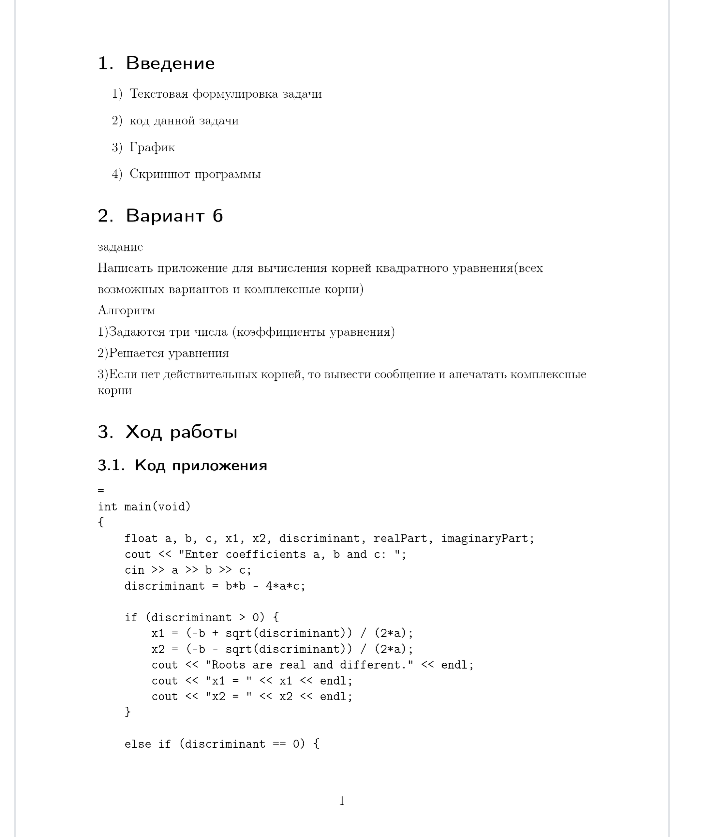 1. Введение
1) Текстовая формулировка задачи
2) код данной задачи
3) График
4) Скриншот программы
2. Вариант 6
задание
Написать приложение для вычисления корней квадратного уравнения(всех
возможных вариантов и комплексные корни)
Алгоритм
1)Задаются три числа (коэффициенты уравнения)
2)Решается уравнения
3)Если нет действительных корней, то вывести сообщение и апечатать комплексные
корни
3. Ход работы
3.1. Код приложения
=
int main(void)
{
float a, b, c, x1, x2, discriminant, realPart, imaginaryPart;
cout << "Enter coefficients a, b and c: ";
cin >> a >> b >> c;
discriminant = b*b - 4*a*c;
if (discriminant > 0) {
x1 = (-b + sqrt(discriminant)) / (2*a);
x2 = (-b - sqrt(discriminant)) / (2*a);
cout << "Roots are real and different." << endl;
cout << "x1 = " << x1 << endl;
cout << "x2 = " << x2 << endl;
}
else if (discriminant == 0) {
1